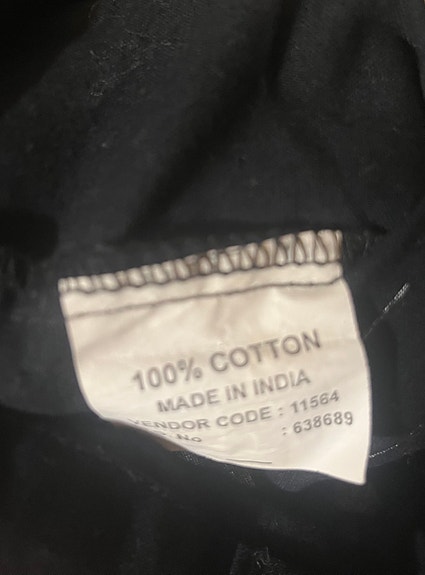 100% COTTON
MADE IN INDIA
VENDOR CODE : 11564
No : 638689